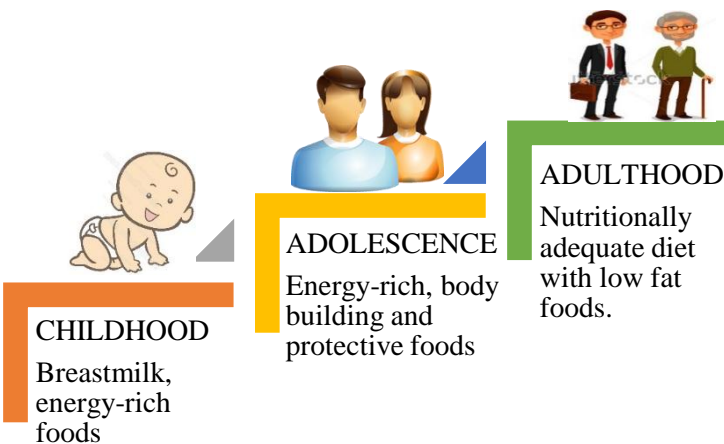 CHILDHOOD
Breastmilk,
energy-rich
foods
ADOLESCENCE
Energy-rich, body
building and
protective foods
ADULTHOOD
Nutritionally
adequate diet
with low fat
foods.